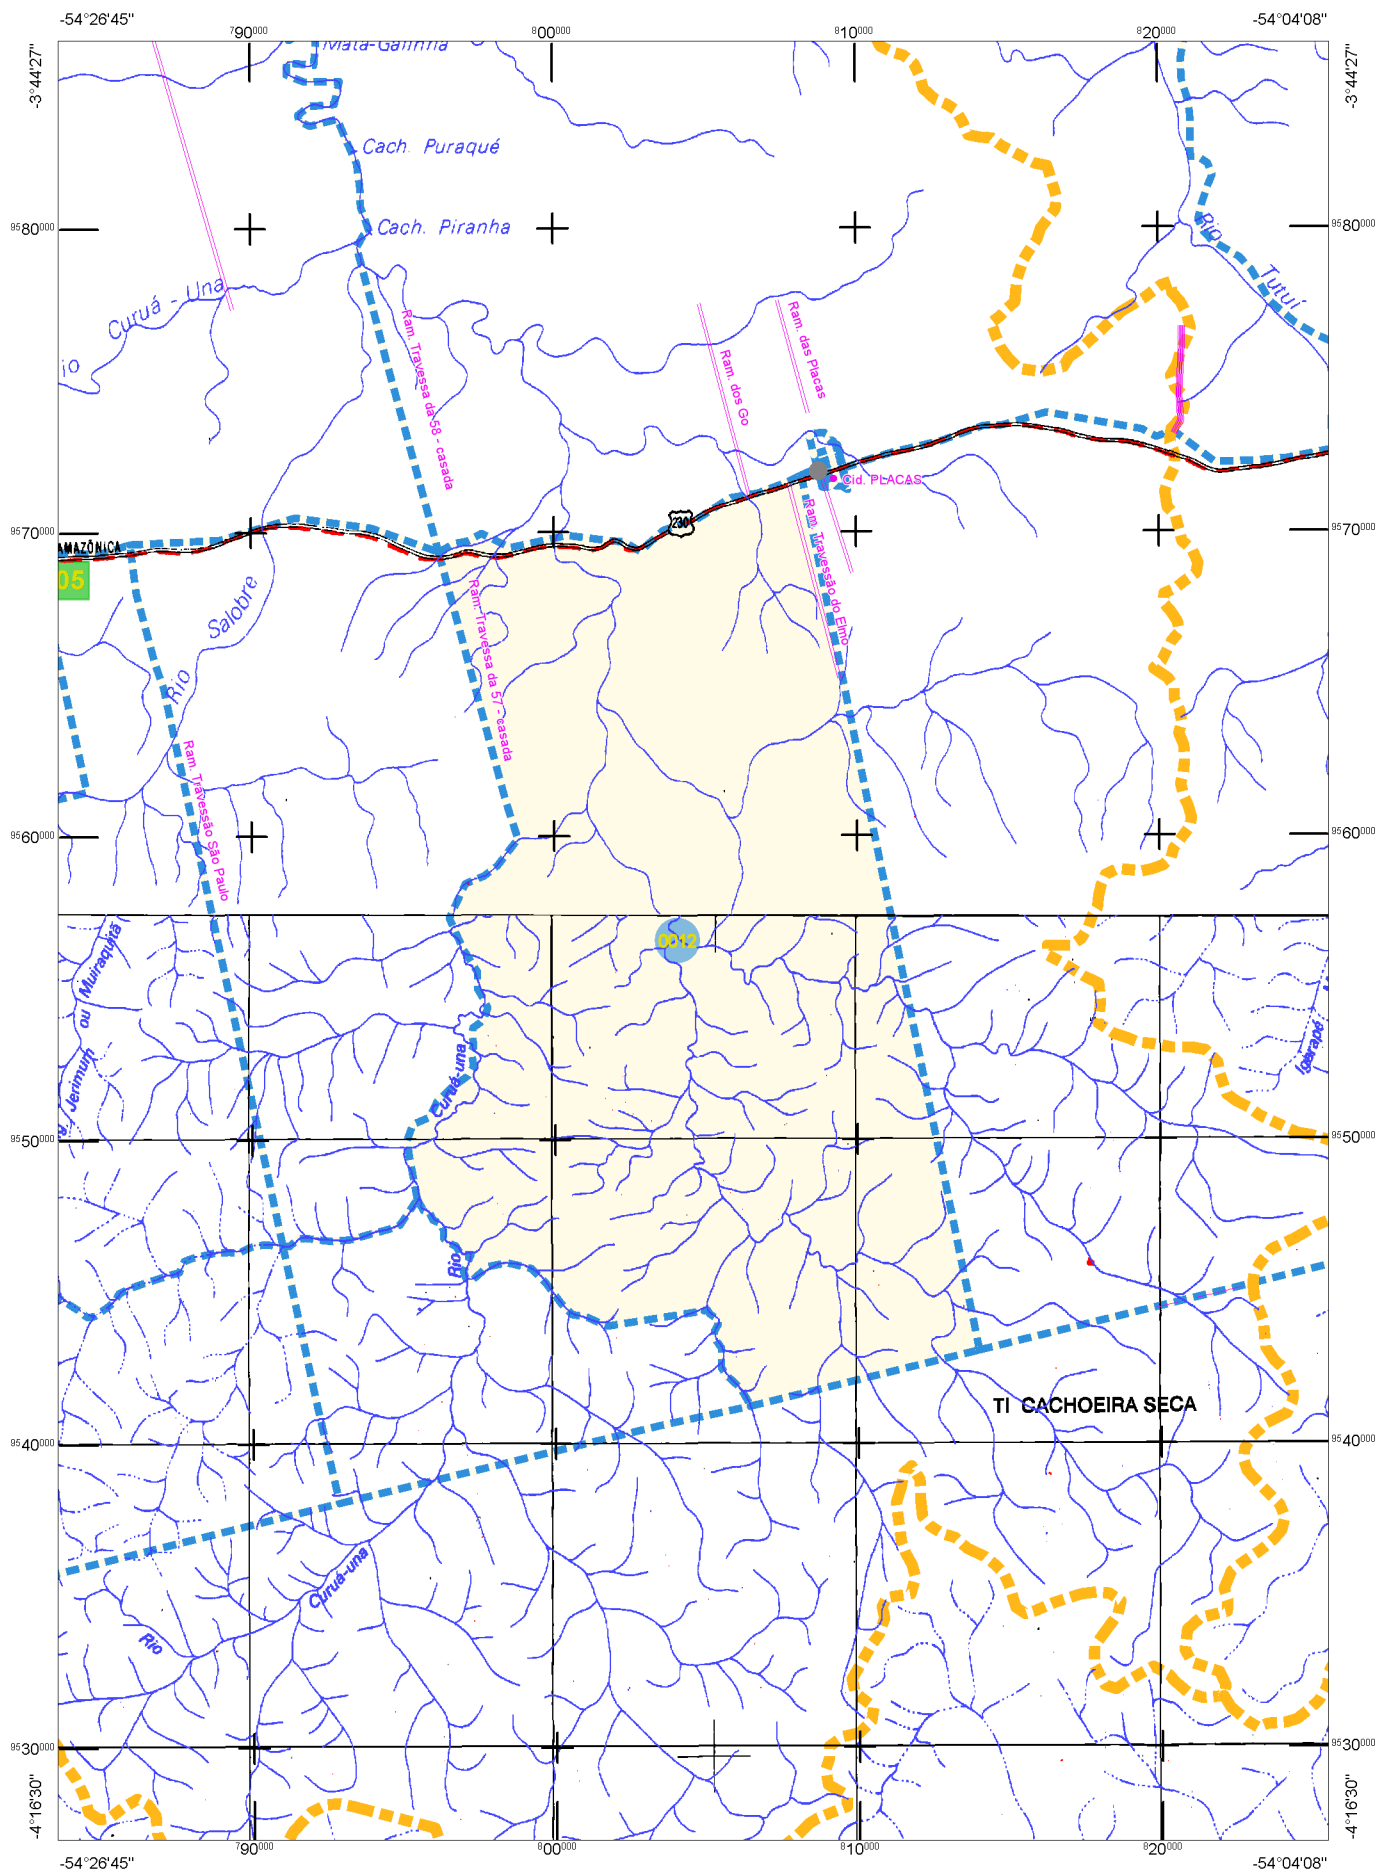 -54°26'45"
-54°04'08"
790000
800000
810000
820000
-3°44'27"
-3°44'27"
Mata-Galinha
Cach. Puraqué
Cach. Piranha
9580000
9580000
Rio
Tutuí
Curuá - Una
io
Ram. Travessa da 58 - casada
Ram. dos Go
Ram. das Placas
Cid. PLACAS
230
9570000
9570000
AMAZÔNICA
05
Ram. Travessão do Elmo
Ram. Travessa da 57 - casada
Rio Salobre
Ram. Travessão São Paulo
9560000
9560000
0012
ou Muiraquitã
Jerimum
Igarapé
Curuá-una
9550000
9550000
Rio
TI CACHOEIRA SECA
9540000
9540000
Curuá-una
Rio
9530000
9530000
-4°16'30"
-4°16'30"
790000
800000
810000
820000
-54°26'45"
-54°04'08"